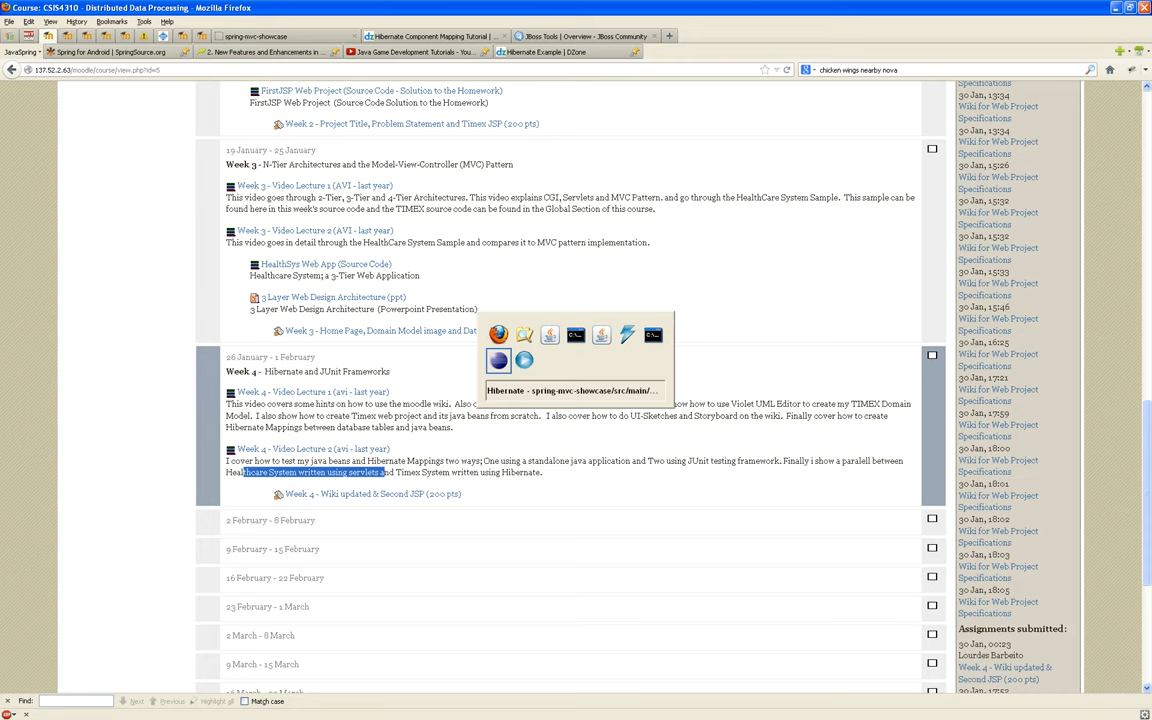 Course: CSIS4310 - Distributed Data Processing - Mozilla Firefox
File View History Bookmarks Tools Help
spring-mvc-showcase
Hibernate Component Mapping Tutorial | ...
JBoss Tools | Overview - JBoss Community
JavaSpring
Spring for Android | SpringSource.org
2. New Features and Enhancements in ...
Java Game Development Tutorials - You...
Hibernate Example | DZone
137.52.2.63/moodle/course/view.php?id=5
chicken wings nearby nova
FirstJSP Web Project (Source Code - Solution to the Homework)
FirstJSP Web Project (Source Code Solution to the Homework)
Week 2 - Project Title, Problem Statement and Timex JSP (200 pts)
19 January - 25 January
Week 3 - N-Tier Architectures and the Model-View-Controller (MVC) Pattern
Week 3 - Video Lecture 1 (AVI - last year)
This video goes through 2-Tier, 3-Tier and 4-Tier Architectures. This video explains CGI, Servlets and MVC Pattern. and go through the HealthCare System Sample. This sample can be
found here in this week's source code and the TIMEX source code can be found in the Global Section of this course.
Week 3 - Video Lecture 2 (AVI - last year)
This video goes in detail through the HealthCare System Sample and compares it to MVC pattern implementation.
HealthSys Web App (Source Code)
Healthcare System; a 3-Tier Web Application
3 Layer Web Design Architecture (ppt)
3 Layer Web Design Architecture (Powerpoint Presentation)
Week 3 - Home Page, Domain Model image and Dat
26 January - 1 February
Week 4 - Hibernate and JUnit Frameworks
Hibernate - spring-mvc-showcase/src/main/...
Week 4 - Video Lecture 1 (avi - last year)
This video covers some hints on how to use the moodle wiki. Also ow how to use Violet UML Editor to create my TIMEX Domain
Model. I also show how to create Timex web project and its java beans from scratch. I also cover how to do UI-Sketches and Storyboard on the wiki. Finally cover how to create
Hibernate Mappings between database tables and java beans.
Week 4 - Video Lecture 2 (avi - last year)
I cover how to test my java beans and Hibernate Mappings two ways; One using a standalone java application and Two using JUnit testing framework. Finally i show a paralell between
Healthcare System written using servlets and Timex System written using Hibernate.
Week 4 - Wiki updated & Second JSP (200 pts)
2 February - 8 February
9 February - 15 February
16 February - 22 February
23 February - 1 March
2 March - 8 March
9 March - 15 March
Specifications
30 Jan, 13:34
Wiki for Web Project
Specifications
30 Jan, 13:34
Wiki for Web Project
Specifications
30 Jan, 15:26
Wiki for Web Project
Specifications
30 Jan, 15:32
Wiki for Web Project
Specifications
30 Jan, 15:32
Wiki for Web Project
Specifications
30 Jan, 15:33
Wiki for Web Project
Specifications
30 Jan, 15:46
Wiki for Web Project
Specifications
30 Jan, 16:25
Wiki for Web Project
Specifications
30 Jan, 17:21
Wiki for Web Project
Specifications
30 Jan, 17:59
Wiki for Web Project
Specifications
30 Jan, 18:01
Wiki for Web Project
Specifications
30 Jan, 18:02
Wiki for Web Project
Specifications
30 Jan, 18:03
Wiki for Web Project
Specifications
30 Jan, 18:05
Wiki for Web Project
Specifications
Assignments submitted:
30 Jan, 00:23
Lourdes Barbeito
Week 4 - Wiki updated &
Second JSP (200 pts)
30 Jan, 17:52
Find: Next Previous Highlight all Match case